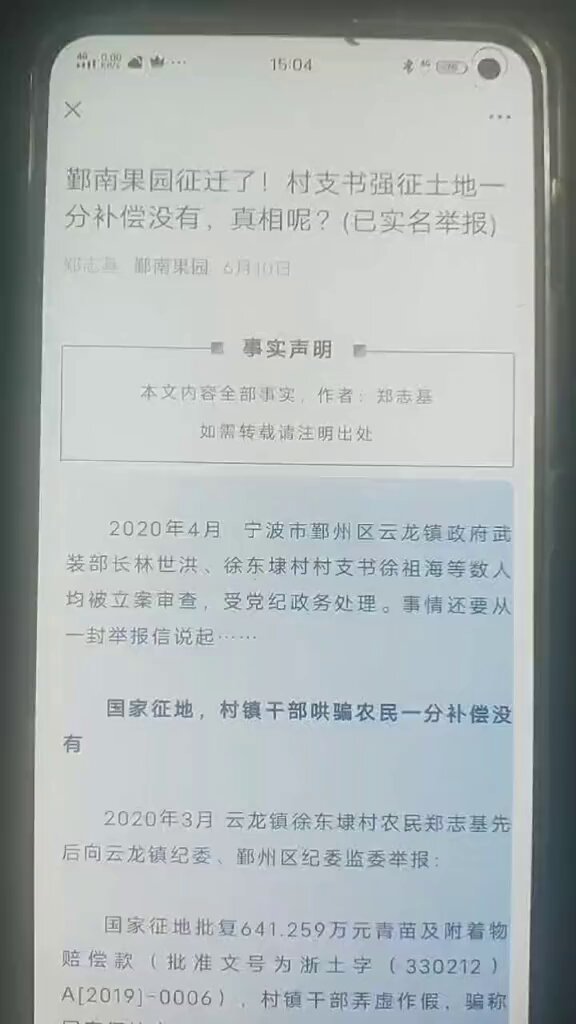 15:04
鄞南果园征迁了！村支书强征土地一
分补偿没有，真相呢？(已实名举报)
郑志基 鄞南果园 6月10日
事实声明
本文内容全部事实，作者：郑志基
如需转载请注明出处
2020年4月 宁波市鄞州区云龙镇政府武
装部长林世洪、徐东埭村村支书徐祖海等数人
均被立案审查，受党纪政务处理。事情还要从
一封举报信说起……
国家征地，村镇干部哄骗农民一分补偿没
有
2020年3月 云龙镇徐东埭村农民郑志基先
后向云龙镇纪委、鄞州区纪委监委举报：
国家征地批复641.259万元青苗及附着物
赔偿款（批准文号为浙土字（330212）
A[2019]-0006），村镇干部弄虚作假，骗称